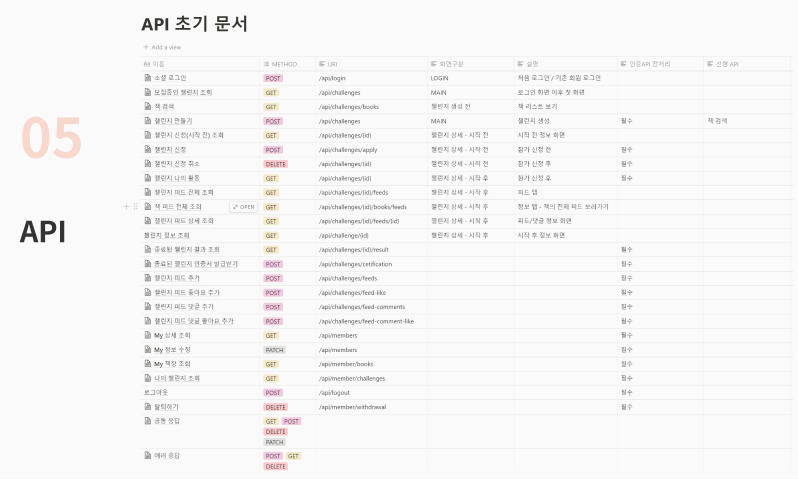 API 초기 문서
+ Add a view
05
API
이름 METHOD URI 화면구분 설명 인증API 전처리 선행 API
소셜 로그인 POST /api/login LOGIN 처음 로그인 / 기존 회원 로그인
모집중인 챌린지 조회 GET /api/challenges MAIN 로그인 화면 이후 첫 화면
책 검색 GET /api/challenges/books 챌린지 생성 전 책 리스트 보기
챌린지 만들기 POST /api/challenges MAIN 챌린지 생성 필수 책 검색
챌린지 신청(시작 전) 조회 GET /api/challenges/{id} 챌린지 상세 - 시작 전 시작 전 정보 화면
챌린지 신청 POST /api/challenges/apply 챌린지 상세 - 시작 전 참가 신청 전 필수
챌린지 신청 취소 DELETE /api/challenges/{id} 챌린지 상세 - 시작 전 참가 신청 후 필수
챌린지 나의 활동 GET /api/challenges/{id} 챌린지 상세 - 시작 후 참가 신청 후 필수
챌린지 피드 전체 조회 GET /api/challenges/{id}/feeds 챌린지 상세 - 시작 후 피드 탭
책 피드 전체 조회 OPEN GET /api/challenges/{id}/books/feeds 챌린지 상세 - 시작 후 정보 탭 - 책의 전체 피드 보러가기
챌린지 피드 상세 조회 GET /api/challenges/{id}/feeds/{id} 챌린지 상세 - 시작 후 피드/댓글 정보 화면
챌린지 정보 조회 GET /api/challenge/{id} 챌린지 상세 - 시작 후 시작 후 정보 화면
종료된 챌린지 결과 조회 GET /api/challenges/{id}/result 필수
종료된 챌린지 인증서 발급받기 POST /api/challenges/cetification 필수
챌린지 피드 추가 POST /api/challenges/feeds 필수
챌린지 피드 좋아요 추가 POST /api/challenges/feed-like 필수
챌린지 피드 댓글 추가 POST /api/challenges/feed-comments 필수
챌린지 피드 댓글 좋아요 추가 POST /api/challenges/feed-comment-like 필수
My 상세 조회 GET /api/members 필수
My 정보 수정 PATCH /api/members 필수
My 책장 조회 GET /api/member/books 필수
나의 챌린지 조회 GET /api/member/challenges 필수
로그아웃 POST /api/logout 필수
탈퇴하기 DELETE /api/member/withdrawal 필수
공통 응답 GET POST
DELETE
PATCH
에러 응답 POST GET
DELETE